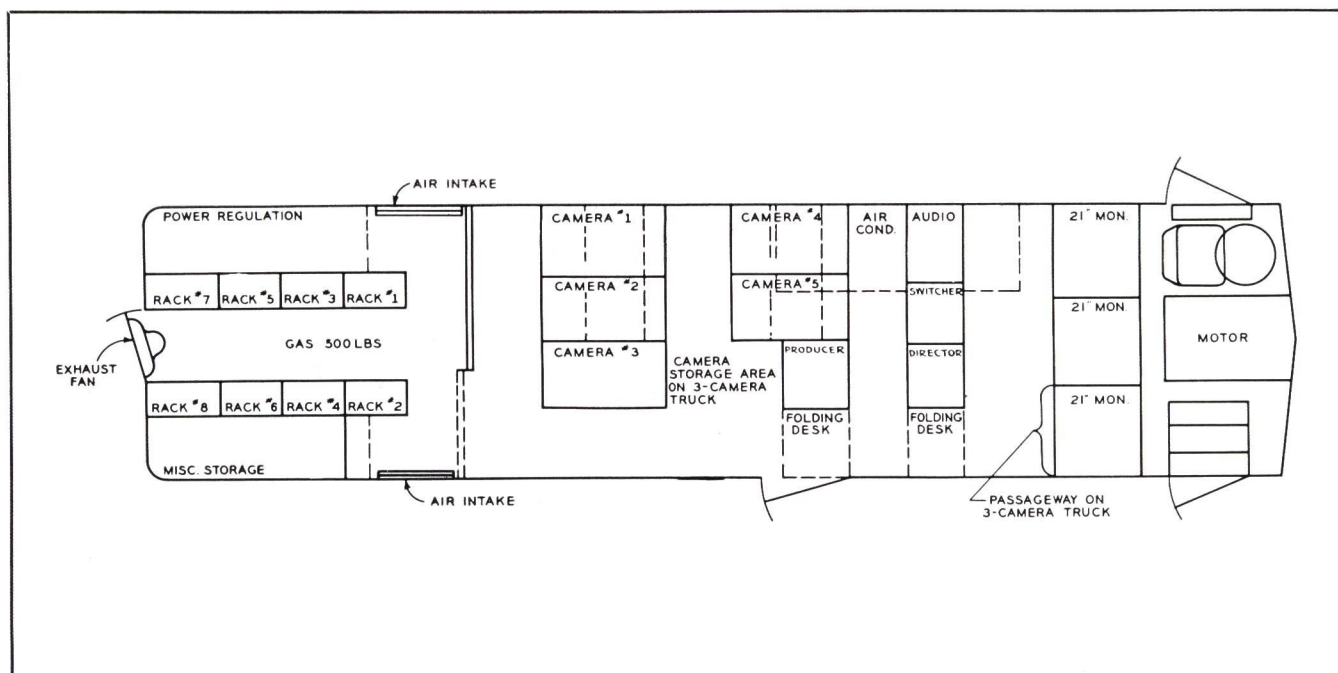 AIR INTAKE
POWER REGULATION
CAMERA #1
CAMERA #4
AIR
COND.
AUDIO
21" MON.
RACK #7
RACK #5
RACK #3
RACK #1
CAMERA #2
CAMERA #5
SWITCHER
21" MON.
EXHAUST
FAN
GAS 500LBS
CAMERA #3
CAMERA
STORAGE AREA
ON 3-CAMERA
TRUCK
PRODUCER
DIRECTOR
MOTOR
RACK #8
RACK #6
RACK #4
RACK #2
FOLDING
DESK
FOLDING
DESK
21" MON.
MISC. STORAGE
AIR INTAKE
PASSAGEWAY ON
3-CAMERA TRUCK